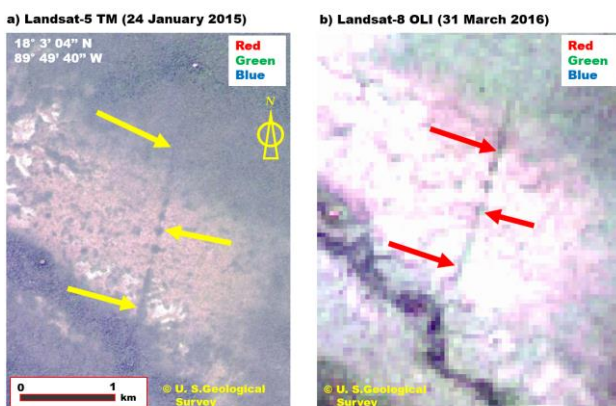 a) Landsat-5 TM (24 January 2015)
18° 3' 04" N
89° 49' 40" W
Red
Green
Blue
N
0 1
km
© U. S.Geological
Survey
b) Landsat-8 OLI (31 March 2016)
Red
Green
Blue
© U. S.Geological
Survey